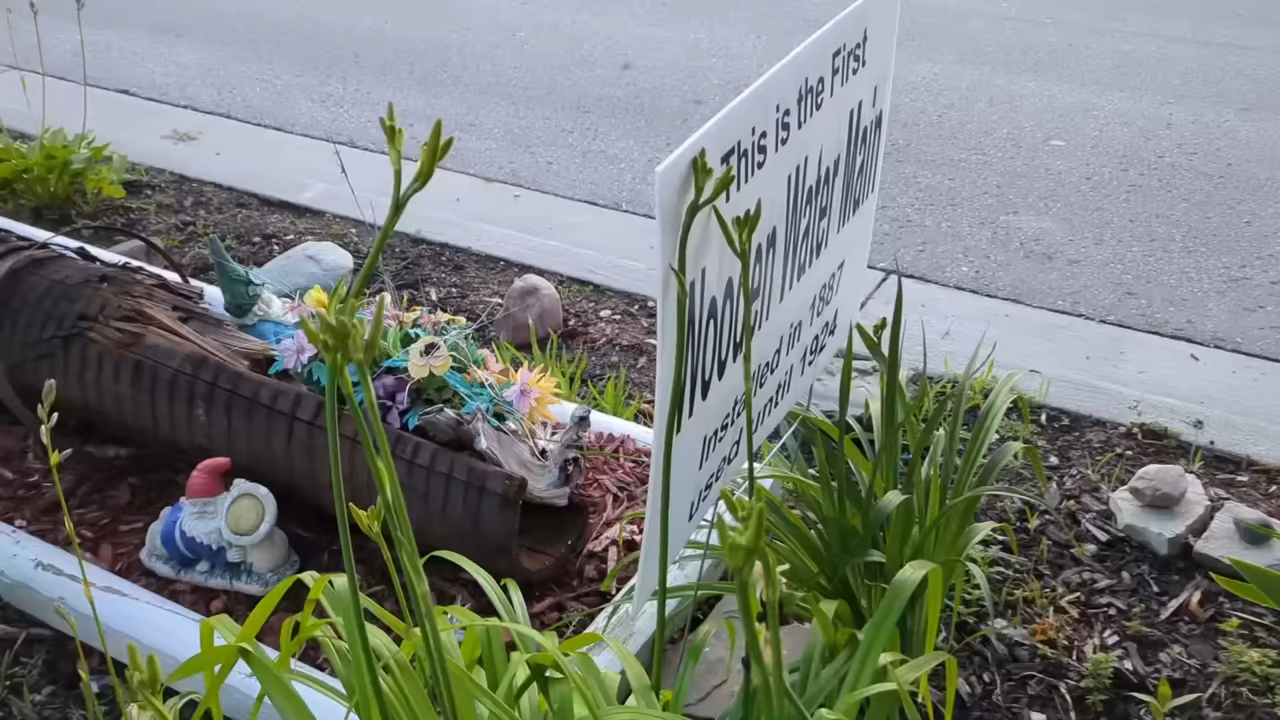 This is the First
Wooden Water Main
Installed in 1887
used until 1924